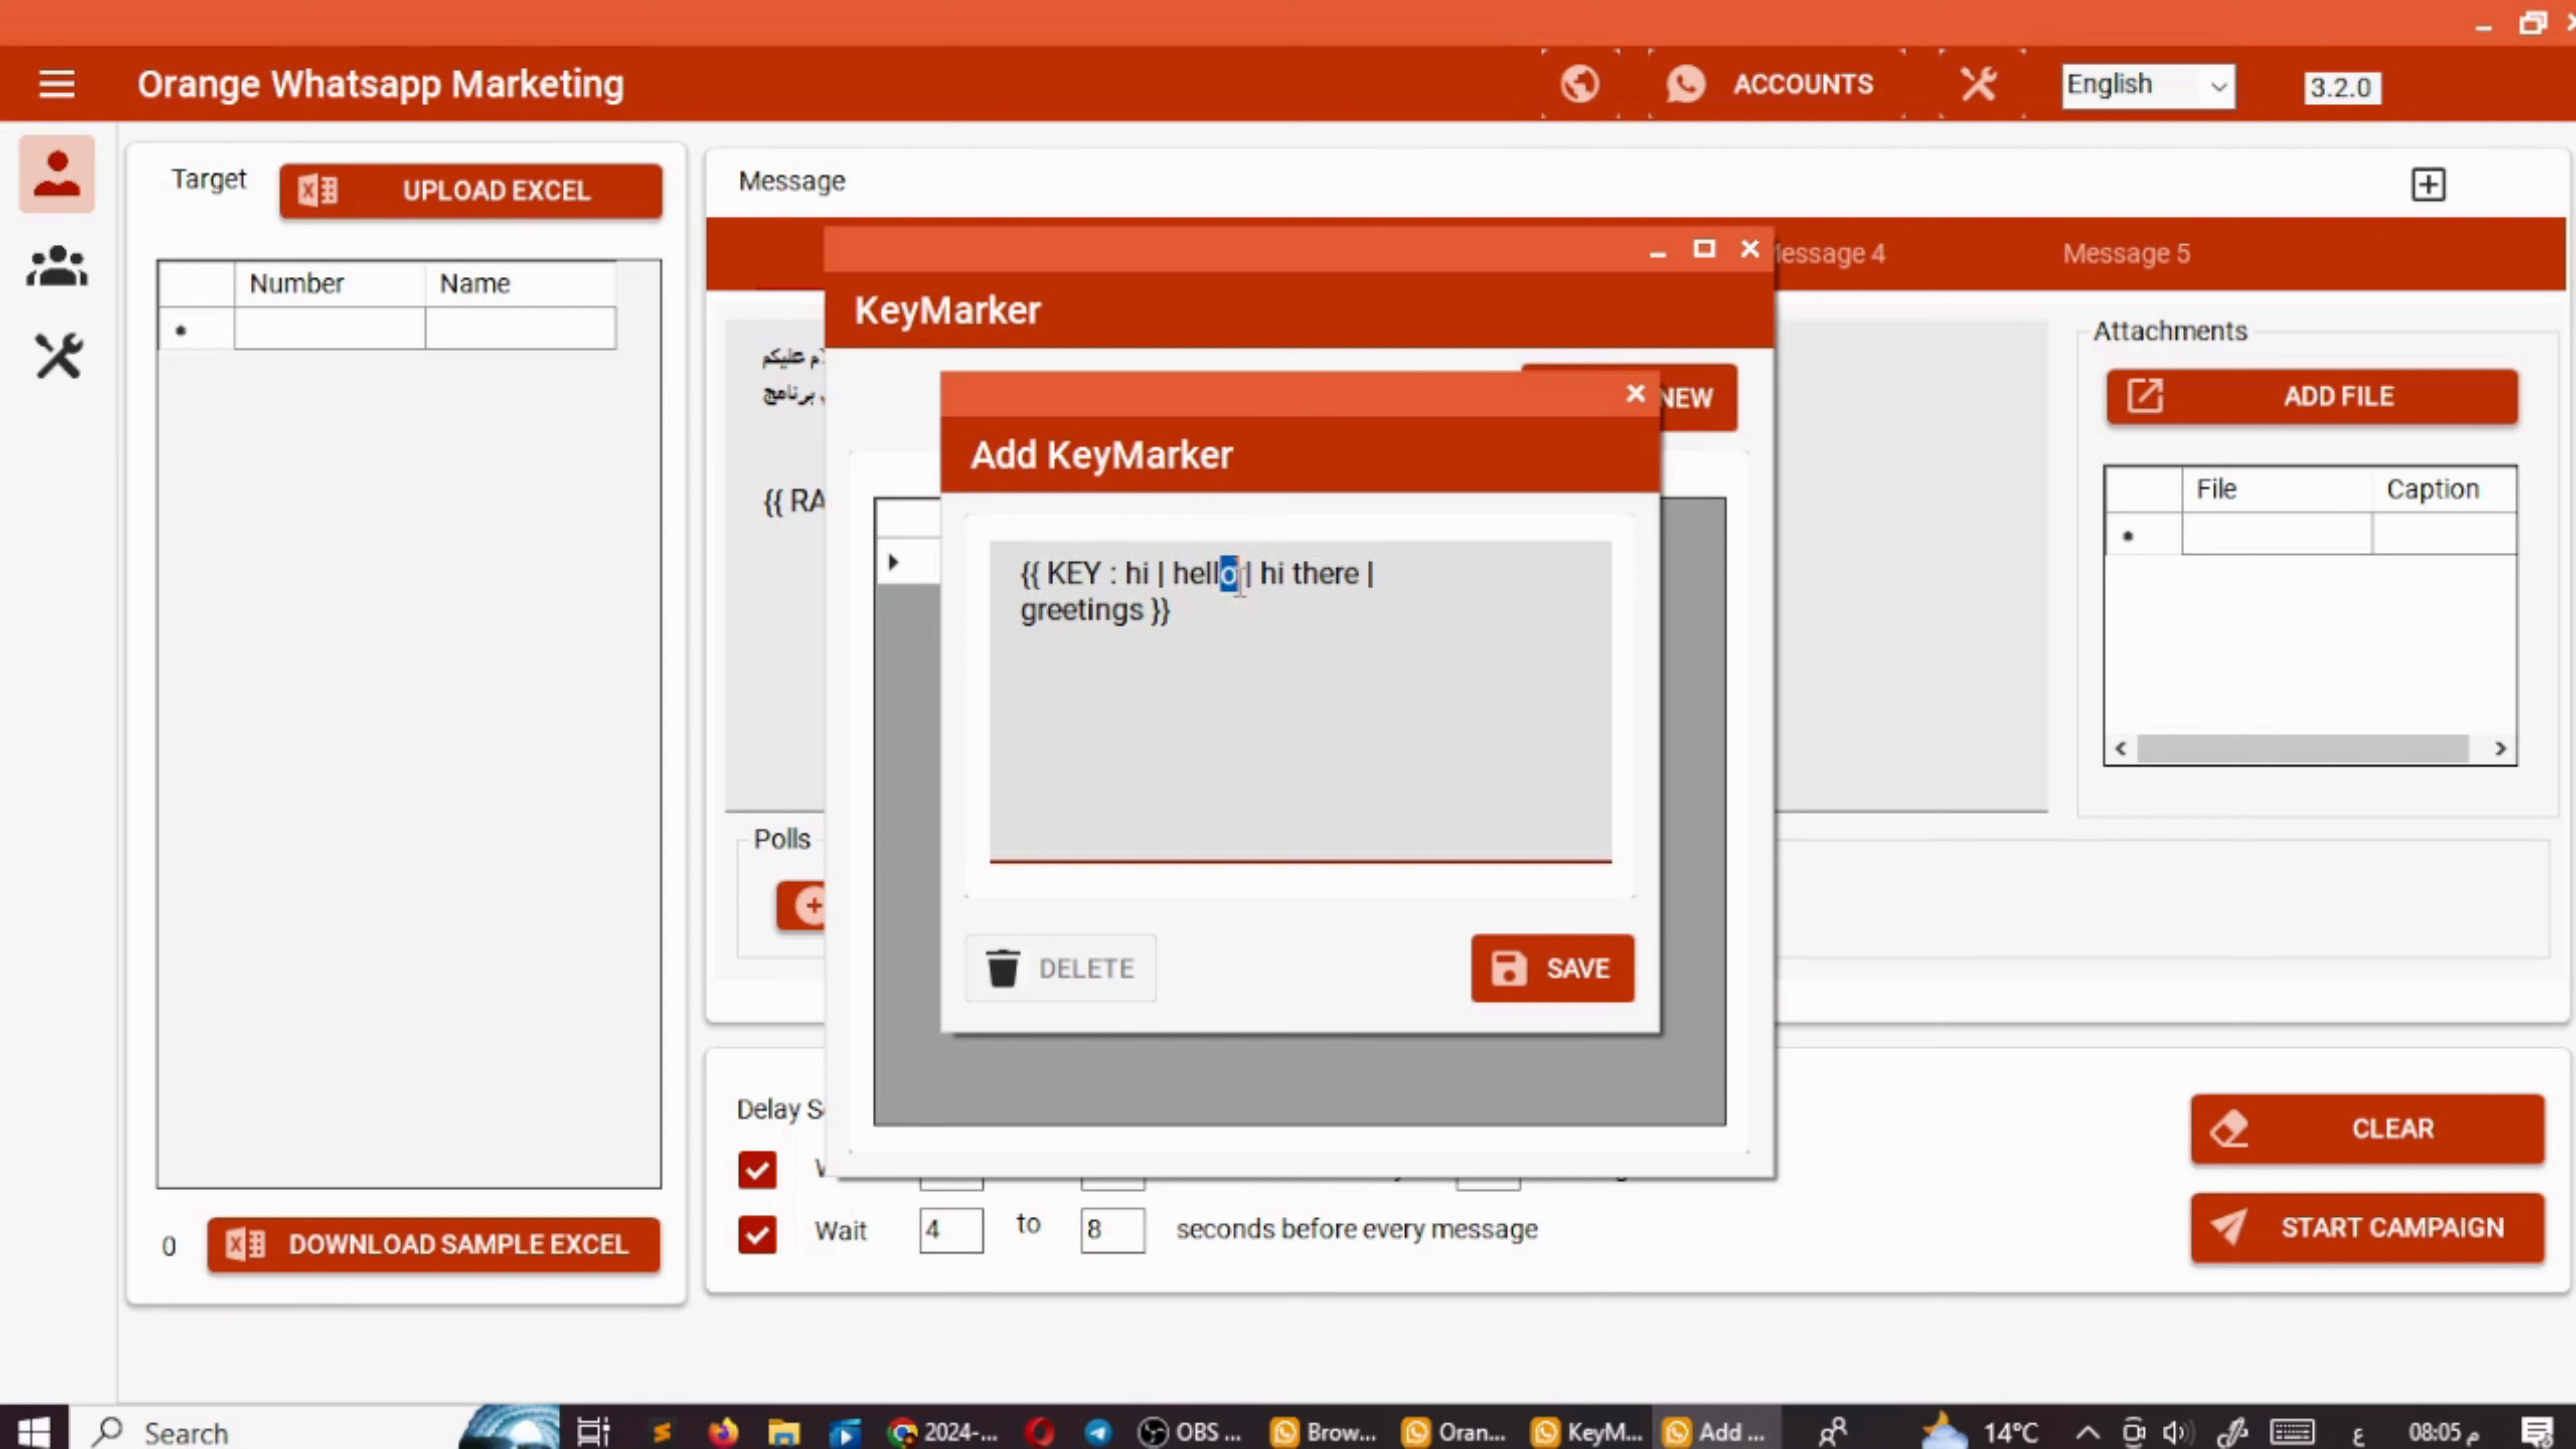 Orange Whatsapp Marketing
ACCOUNTS
English
3.2.0
Target
UPLOAD EXCEL
Number
Name
Message
Message 4
Message 5
KeyMarker
NEW
Add KeyMarker
{{ KEY : hi | hello | hi there |
greetings }}
DELETE
SAVE
عليكم
برنامج
{{ RA
Attachments
ADD FILE
File
Caption
Polls
Delay S
Wait
4
to
8
seconds before every message
CLEAR
START CAMPAIGN
0
DOWNLOAD SAMPLE EXCEL
Search
2024-...
OBS ...
Brow...
Oran...
KeyM...
Add ...
14°C
ع
08:05 م